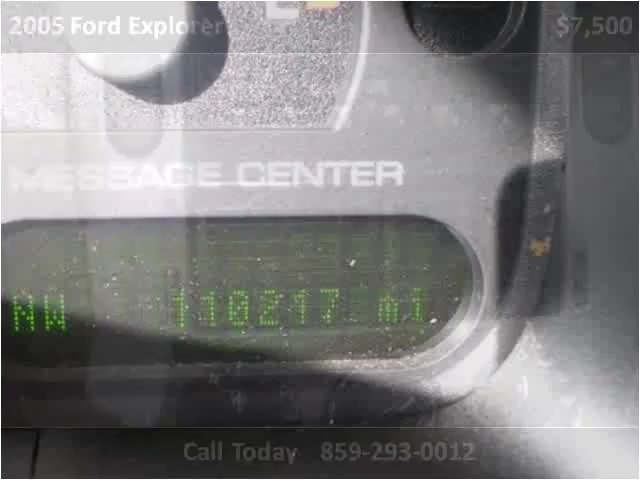 2005 Ford Explorer $7,500
MESSAGE CENTER
NW 110217 mi
Call Today 859-293-0012